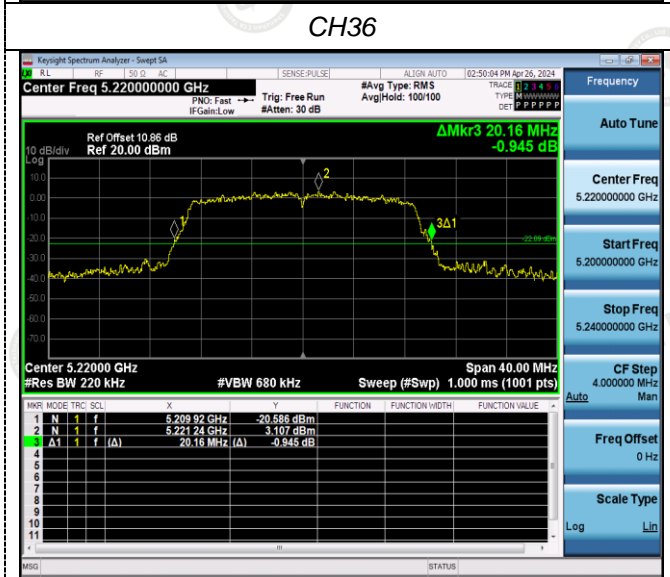 CH36
Keysight Spectrum Analyzer - Swept SA
RL RF 50 Ω AC SENSE:PULSE ALIGN AUTO 02:50:04 PM Apr 26, 2024
Center Freq 5.220000000 GHz
PNO: Fast
IFGain:Low
Trig: Free Run
#Atten: 30 dB
#Avg Type: RMS
Avg|Hold: 100/100
TRACE 1 2 3 4 5 6
TYPE M WWWWW
DET P P P P P P
Ref Offset 10.86 dB
Ref 20.00 dBm
10 dB/div
Log
ΔMkr3 20.16 MHz
-0.945 dB
10.0
0.00
-10.0
-20.0
-30.0
-40.0
-50.0
-60.0
-70.0
1
2
3Δ1
-22.89 dBm
Center 5.22000 GHz
#Res BW 220 kHz
#VBW 680 kHz
Span 40.00 MHz
Sweep (#Swp) 1.000 ms (1001 pts)
MKR MODE TRC SCL X Y FUNCTION FUNCTION WIDTH FUNCTION VALUE
1 N 1 f 5.209 92 GHz -20.586 dBm
2 N 1 f 5.221 24 GHz 3.107 dBm
3 Δ1 1 f (Δ) 20.16 MHz (Δ) -0.945 dB
4
5
6
7
8
9
10
11
MSG STATUS
Frequency
Auto Tune
Center Freq
5.220000000 GHz
Start Freq
5.200000000 GHz
Stop Freq
5.240000000 GHz
CF Step
4.000000 MHz
Auto Man
Freq Offset
0 Hz
Scale Type
Log Lin